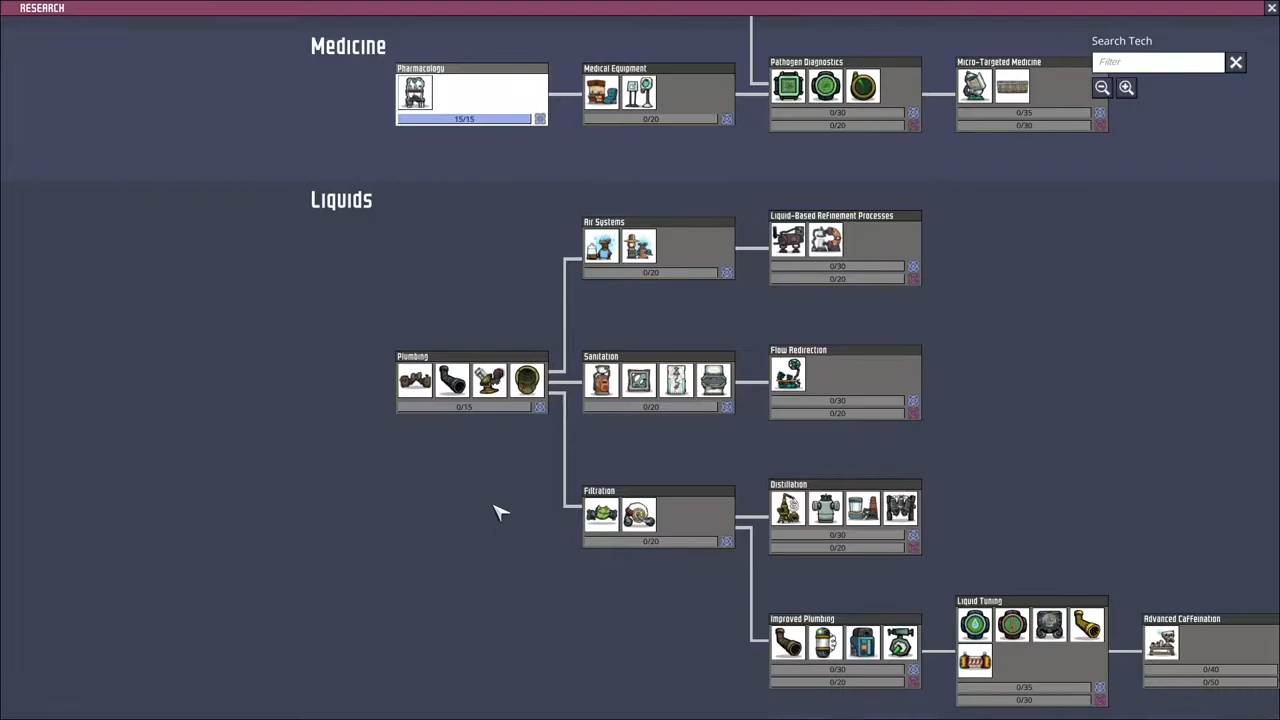 RESEARCH
Search Tech
Filter
Medicine
Pharmacology
15/15
Medical Equipment
0/20
Pathogen Diagnostics
0/30
0/20
Micro-Targeted Medicine
0/35
0/30
Liquids
Air Systems
0/20
Liquid-Based Refinement Processes
0/30
0/20
Plumbing
0/15
Sanitation
0/20
Flow Redirection
0/30
0/20
Filtration
0/20
Distillation
0/30
0/20
Improved Plumbing
0/30
0/20
Liquid Tuning
0/35
0/30
Advanced Caffeination
0/40
0/50